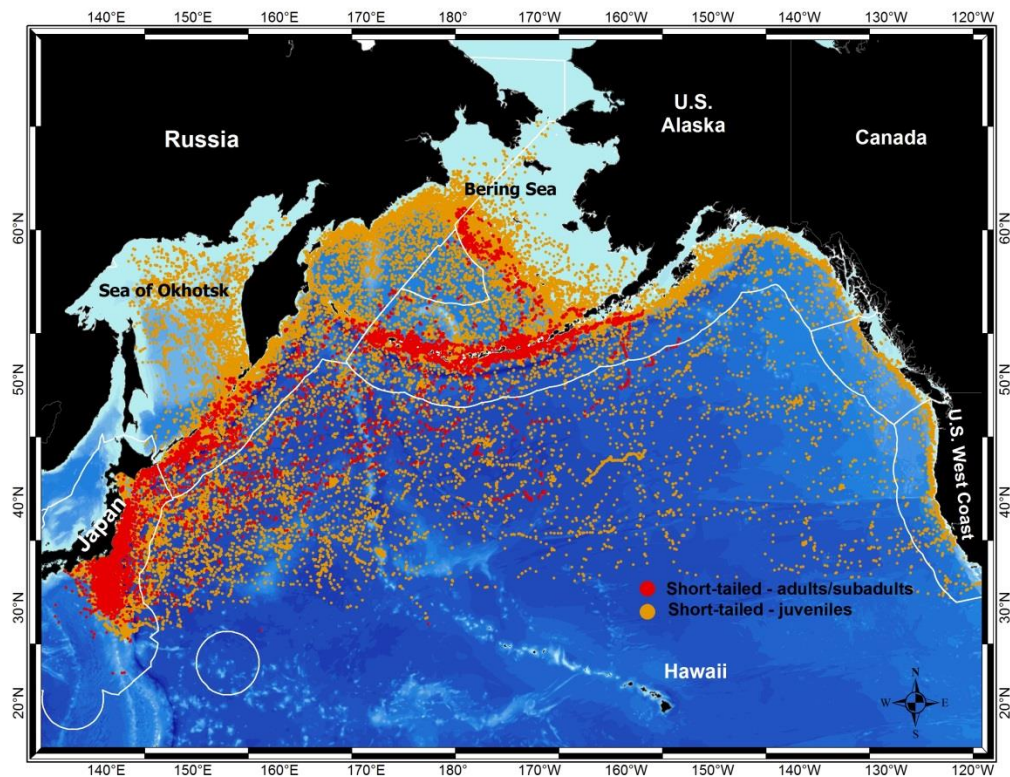 140°E 150°E 160°E 170°E 180° 170°W 160°W 150°W 140°W 130°W 120°W
U.S.
Alaska
Russia
Canada
Bering Sea
60°N
60°N
Sea of Okhotsk
50°N
50°N
U.S. West Coast
40°N
40°N
Japan
Short-tailed - adults/subadults
Short-tailed - juveniles
30°N
30°N
Hawaii
N
W E
S
20°N
20°N
140°E 150°E 160°E 170°E 180° 170°W 160°W 150°W 140°W 130°W 120°W